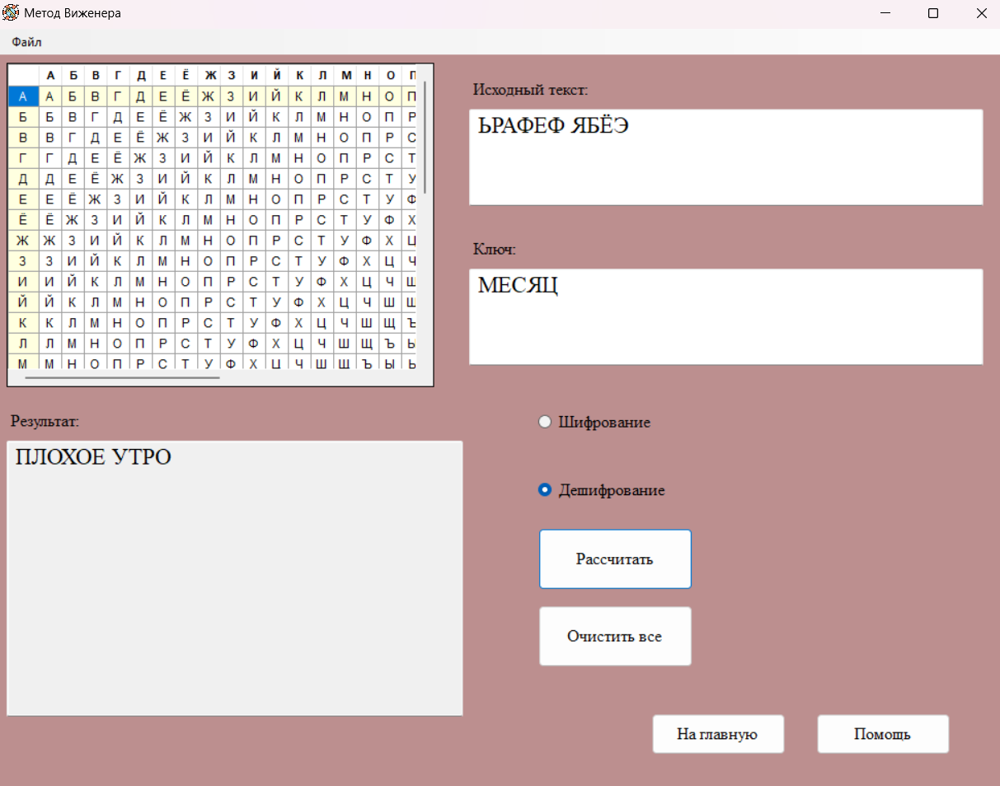 Метод Виженера
Файл
А Б В Г Д Е Ё Ж З И Й К Л М Н О П
А А Б В Г Д Е Ё Ж З И Й К Л М Н О П
Б Б В Г Д Е Ё Ж З И Й К Л М Н О П Р
В В Г Д Е Ё Ж З И Й К Л М Н О П Р С
Г Г Д Е Ё Ж З И Й К Л М Н О П Р С Т
Д Д Е Ё Ж З И Й К Л М Н О П Р С Т У
Е Е Ё Ж З И Й К Л М Н О П Р С Т У Ф
Ё Ё Ж З И Й К Л М Н О П Р С Т У Ф Х
Ж Ж З И Й К Л М Н О П Р С Т У Ф Х Ц
З З И Й К Л М Н О П Р С Т У Ф Х Ц Ч
И И Й К Л М Н О П Р С Т У Ф Х Ц Ч Ш
Й Й К Л М Н О П Р С Т У Ф Х Ц Ч Ш Щ
К К Л М Н О П Р С Т У Ф Х Ц Ч Ш Щ Ъ
Л Л М Н О П Р С Т У Ф Х Ц Ч Ш Щ Ъ Ы
М М Н О П Р С Т У Ф Х Ц Ч Ш Щ Ъ Ы Ь
Исходный текст:
ЬРАФЕФ ЯБЁЭ
Ключ:
МЕСЯЦ
Результат:
ПЛОХОЕ УТРО
Шифрование
Дешифрование
Рассчитать
Очистить все
На главную
Помощь